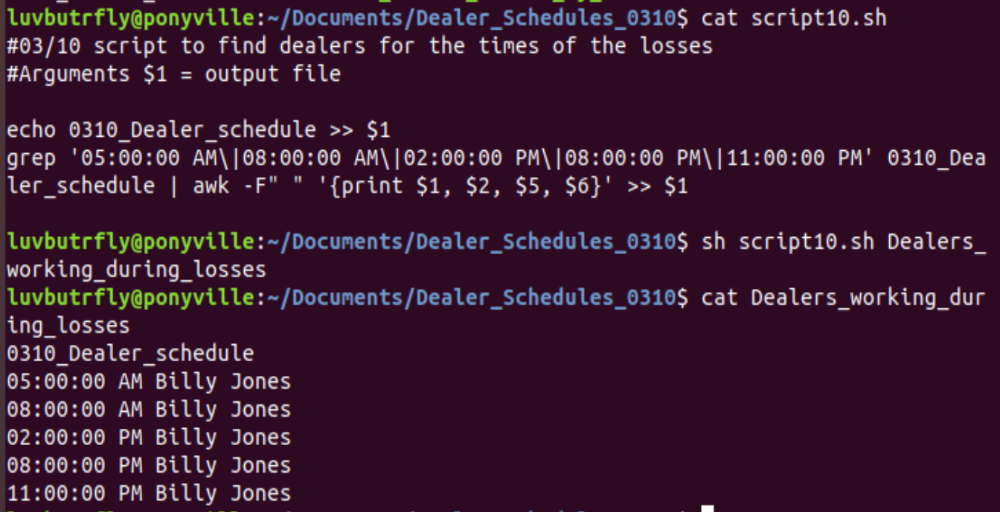 luvbutrfly@ponyville:~/Documents/Dealer_Schedules_0310$ cat script10.sh
#03/10 script to find dealers for the times of the losses
#Arguments $1 = output file
echo 0310_Dealer_schedule >> $1
grep '05:00:00 AM\|08:00:00 AM\|02:00:00 PM\|08:00:00 PM\|11:00:00 PM' 0310_Dea
ler_schedule | awk -F" " '{print $1, $2, $5, $6}' >> $1
luvbutrfly@ponyville:~/Documents/Dealer_Schedules_0310$ sh script10.sh Dealers_
working_during_losses
luvbutrfly@ponyville:~/Documents/Dealer_Schedules_0310$ cat Dealers_working_dur
ing_losses
0310_Dealer_schedule
05:00:00 AM Billy Jones
08:00:00 AM Billy Jones
02:00:00 PM Billy Jones
08:00:00 PM Billy Jones
11:00:00 PM Billy Jones